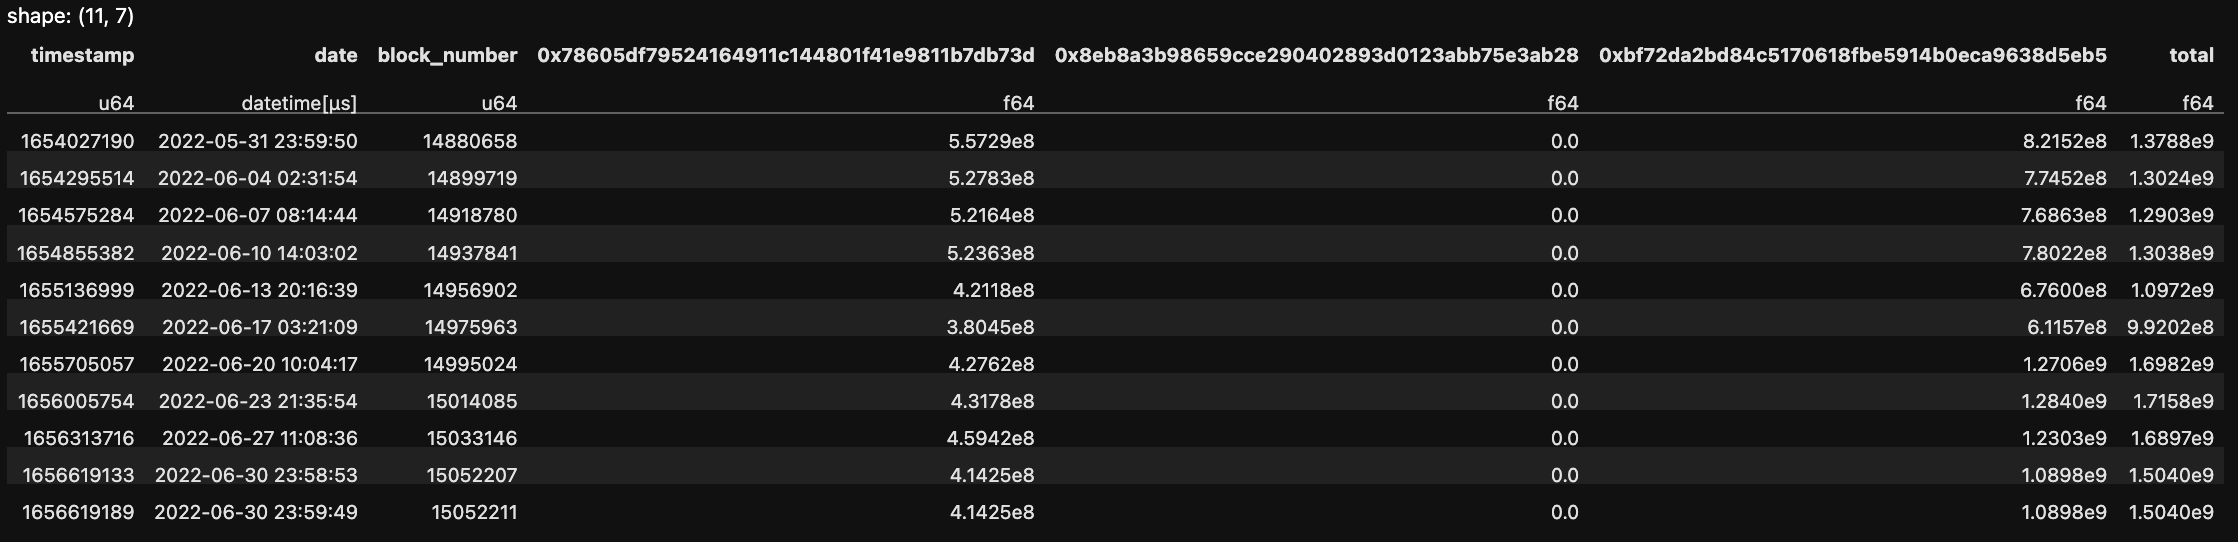 shape: (11, 7)
timestamp date block_number 0x78605df79524164911c144801f41e9811b7db73d 0x8eb8a3b98659cce290402893d0123abb75e3ab28 0xbf72da2bd84c5170618fbe5914b0eca9638d5eb5 total
u64 datetime[μs] u64 f64 f64 f64 f64
1654027190 2022-05-31 23:59:50 14880658 5.5729e8 0.0 8.2152e8 1.3788e9
1654295514 2022-06-04 02:31:54 14899719 5.2783e8 0.0 7.7452e8 1.3024e9
1654575284 2022-06-07 08:14:44 14918780 5.2164e8 0.0 7.6863e8 1.2903e9
1654855382 2022-06-10 14:03:02 14937841 5.2363e8 0.0 7.8022e8 1.3038e9
1655136999 2022-06-13 20:16:39 14956902 4.2118e8 0.0 6.7600e8 1.0972e9
1655421669 2022-06-17 03:21:09 14975963 3.8045e8 0.0 6.1157e8 9.9202e8
1655705057 2022-06-20 10:04:17 14995024 4.2762e8 0.0 1.2706e9 1.6982e9
1656005754 2022-06-23 21:35:54 15014085 4.3178e8 0.0 1.2840e9 1.7158e9
1656313716 2022-06-27 11:08:36 15033146 4.5942e8 0.0 1.2303e9 1.6897e9
1656619133 2022-06-30 23:58:53 15052207 4.1425e8 0.0 1.0898e9 1.5040e9
1656619189 2022-06-30 23:59:49 15052211 4.1425e8 0.0 1.0898e9 1.5040e9